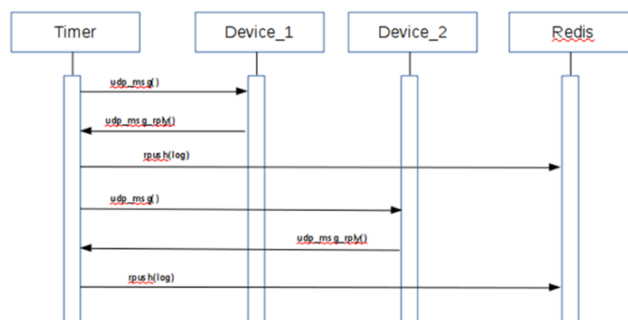 Timer
Device_1
Device_2
Redis
udp_msg()
udp_msg_rply()
rpush(log)
udp_msg()
udp_msg_rply()
rpush(log)